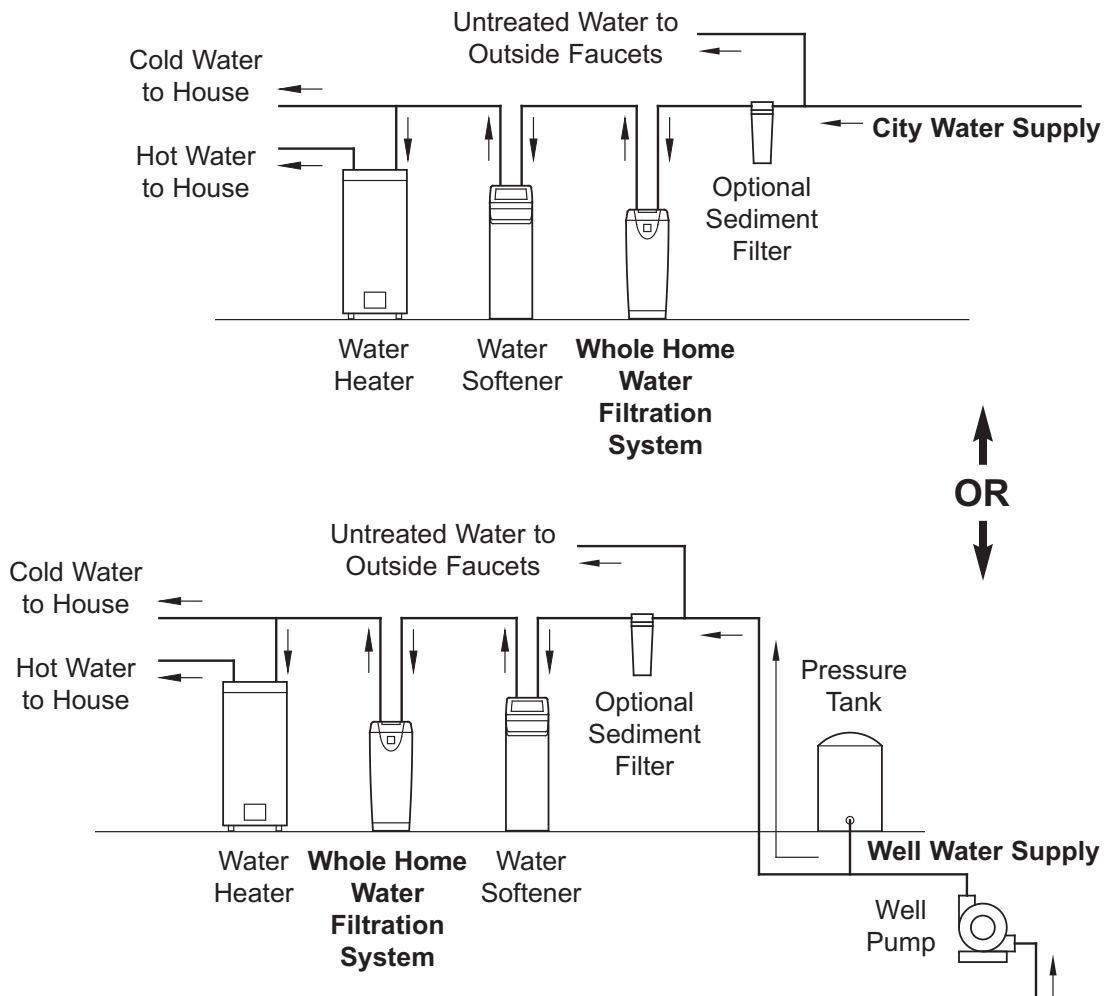 Untreated Water to
Outside Faucets
Cold Water
to House
City Water Supply
Hot Water
to House
Optional
Sediment
Filter
Water
Heater
Water
Softener
Whole Home
Water
Filtration
System
OR
Untreated Water to
Outside Faucets
Cold Water
to House
Hot Water
to House
Optional
Sediment
Filter
Pressure
Tank
Well Water Supply
Water
Heater
Whole Home
Water
Filtration
System
Water
Softener
Well
Pump